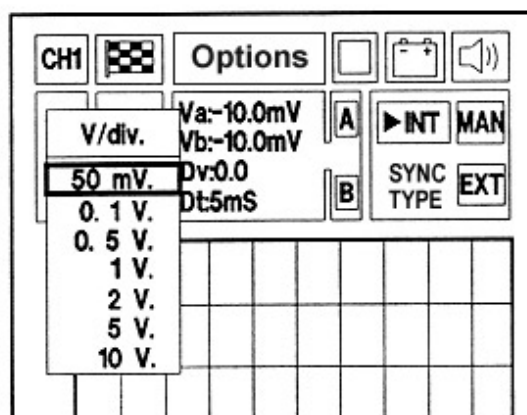 CH1 Options
V/div.
50 mV.
0. 1 V.
0. 5 V.
1 V.
2 V.
5 V.
10 V.
Va:-10.0mV
Vb:-10.0mV
Dv:0.0
Dt:5mS
A
B
▶INT MAN
SYNC TYPE EXT